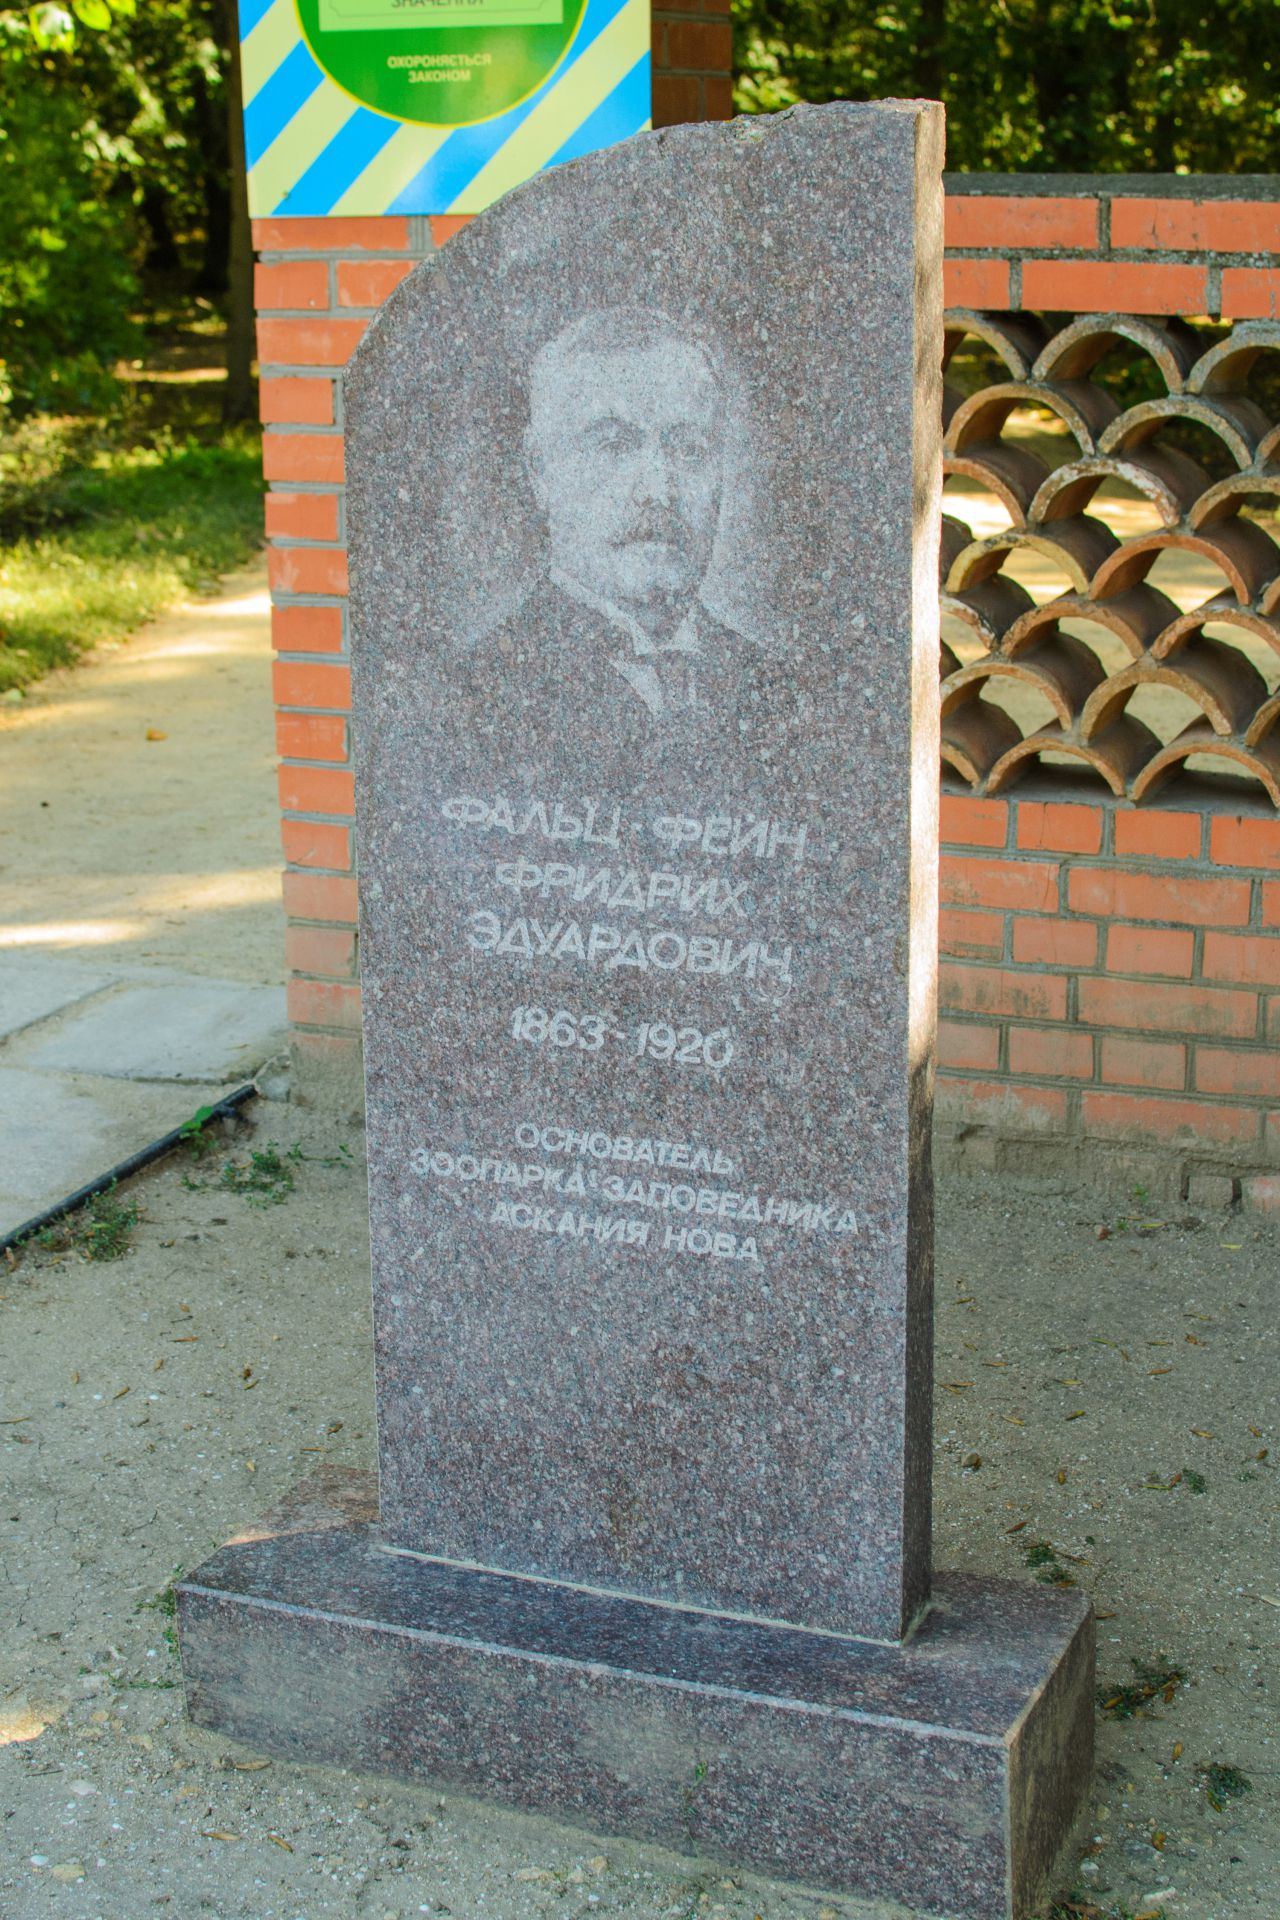 ЗНАЧЕННЯ
ОХОРОНЯЄТЬСЯ
ЗАКОНОМ
ФАЛЬЦ-ФЕЙН
ФРИДРИХ
ЭДУАРДОВИЧ
1863-1920
ОСНОВАТЕЛЬ
ЗООПАРКА ЗАПОВЕДНИКА
АСКАНИЯ НОВА